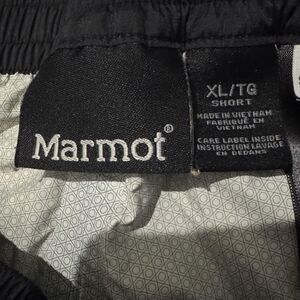 Marmot®
XL/TG
SHORT
MADE IN VIETNAM
FABRIQUÉ EN
VIETNAM
CARE LABEL INSIDE
INSTRUCTION LAVAGE
EN DEDANS